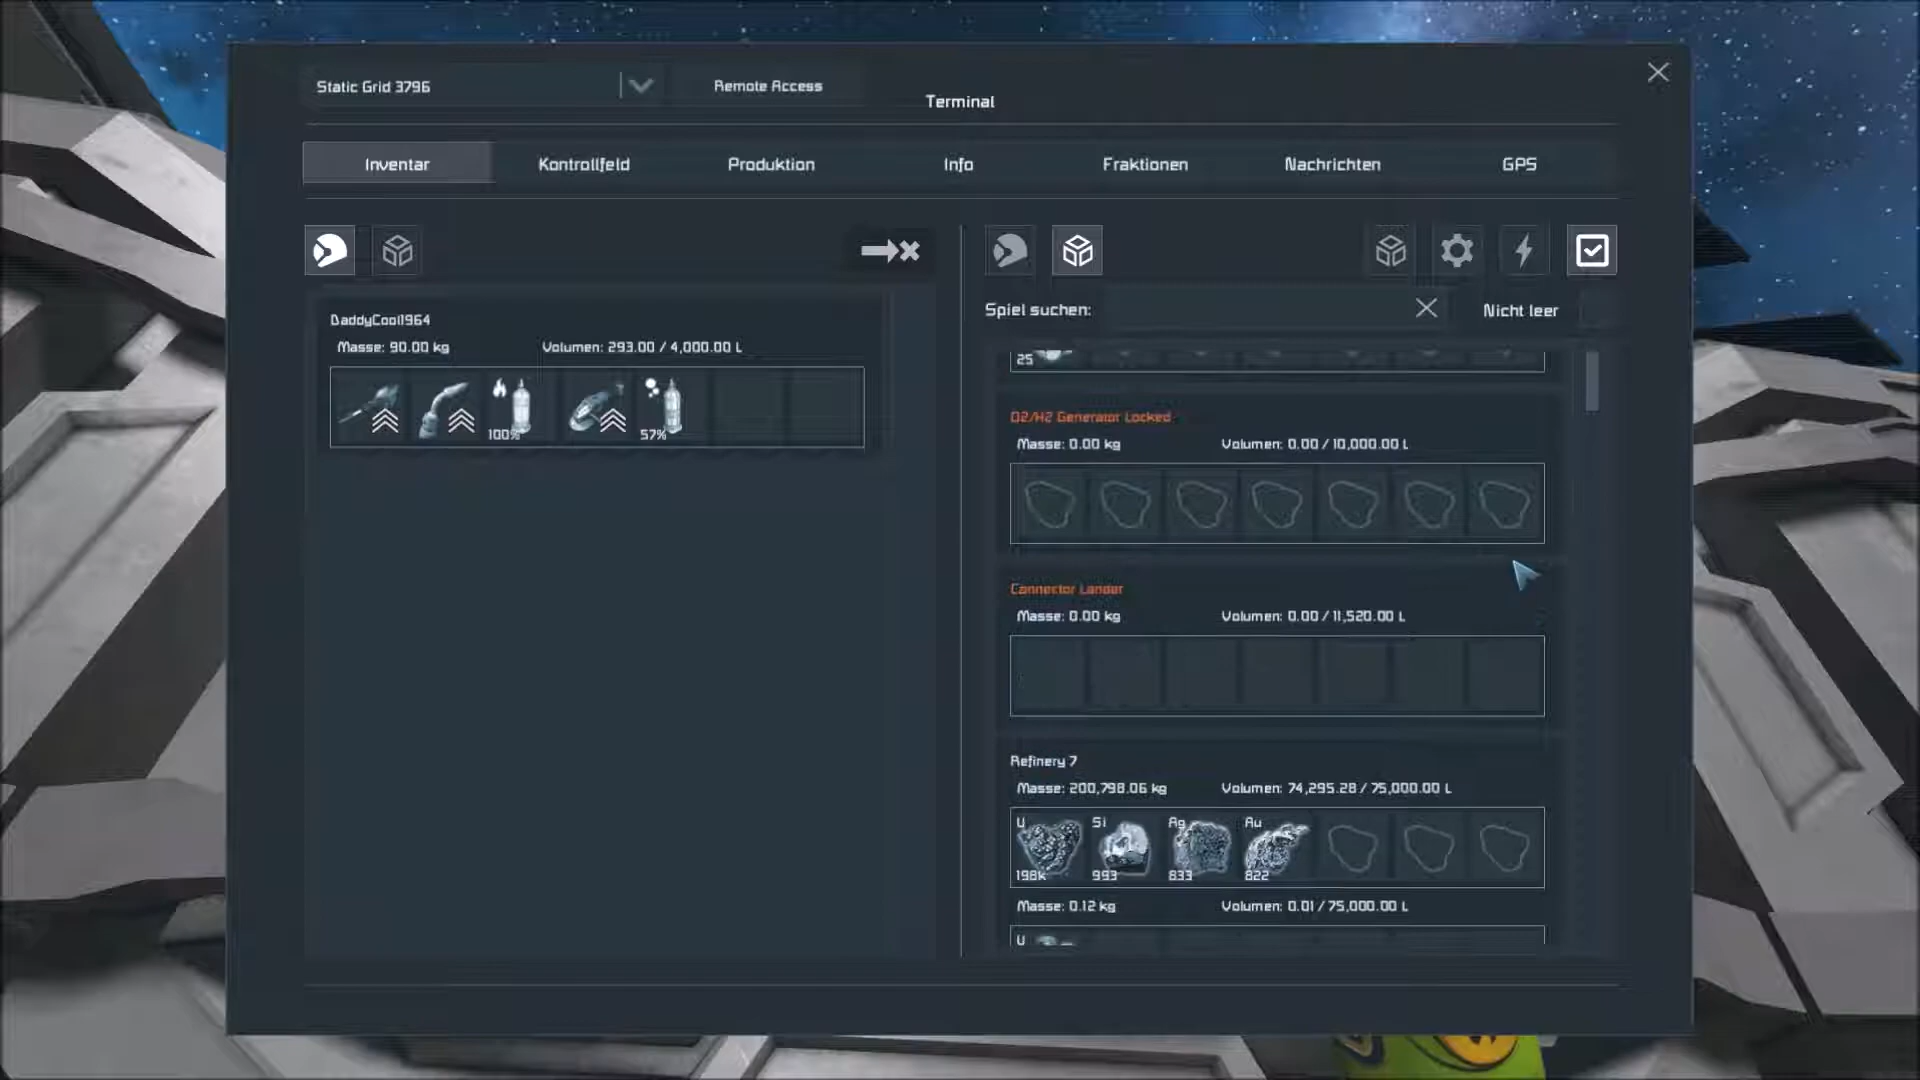 Static Grid 3796
Remote Access
Terminal
Inventar
Kontrollfeld
Produktion
Info
Fraktionen
Nachrichten
GPS
Spiel suchen:
Nicht leer
DaddyCool1964
Masse: 90.00 kg
Volumen: 293.00 / 4,000.00 L
100%
57%
25
O2/H2 Generator Locked
Masse: 0.00 kg
Volumen: 0.00 / 10,000.00 L
Connector Lander
Masse: 0.00 kg
Volumen: 0.00 / 11,520.00 L
Refinery 7
Masse: 200,798.06 kg
Volumen: 74,295.28 / 75,000.00 L
U Si Ag Au
198K 993 833 822
Masse: 0.12 kg
Volumen: 0.01 / 75,000.00 L
U